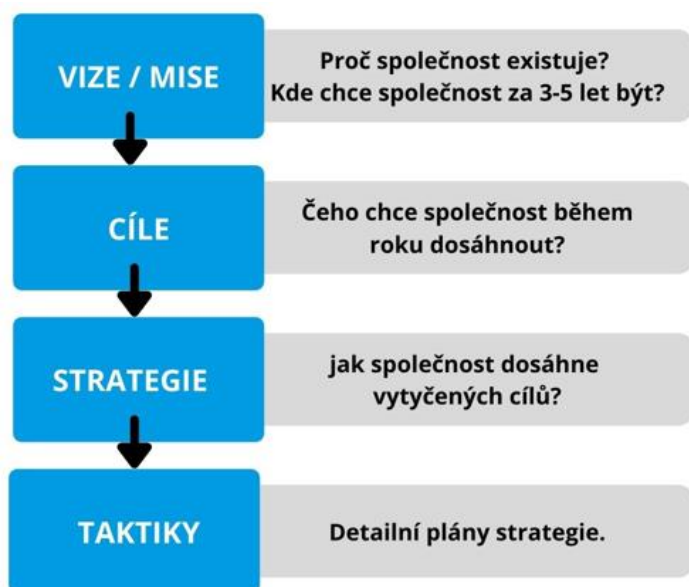 VIZE / MISE
Proč společnost existuje?
Kde chce společnost za 3-5 let být?
CÍLE
Čeho chce společnost během
roku dosáhnout?
STRATEGIE
jak společnost dosáhne
vytyčených cílů?
TAKTIKY
Detailní plány strategie.